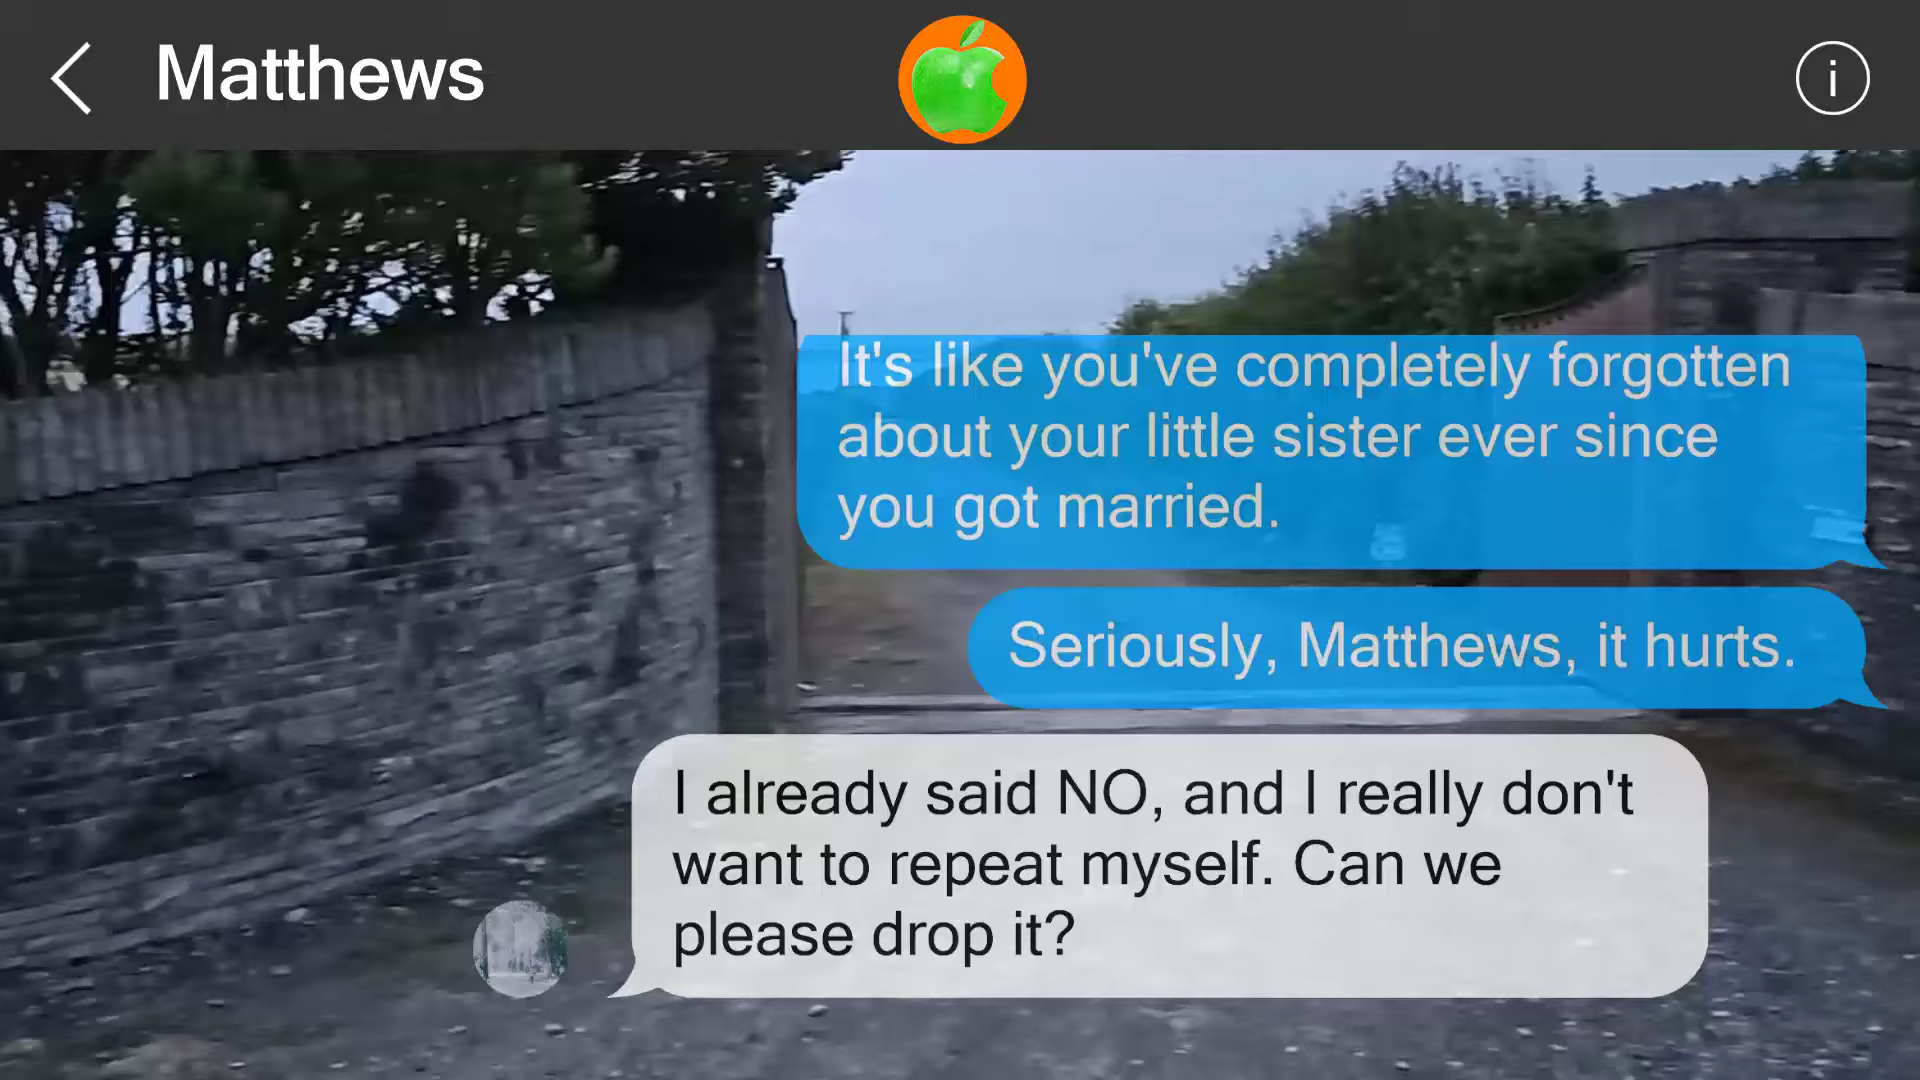 Matthews
It's like you've completely forgotten
about your little sister ever since
you got married.
Seriously, Matthews, it hurts.
I already said NO, and I really don't
want to repeat myself. Can we
please drop it?